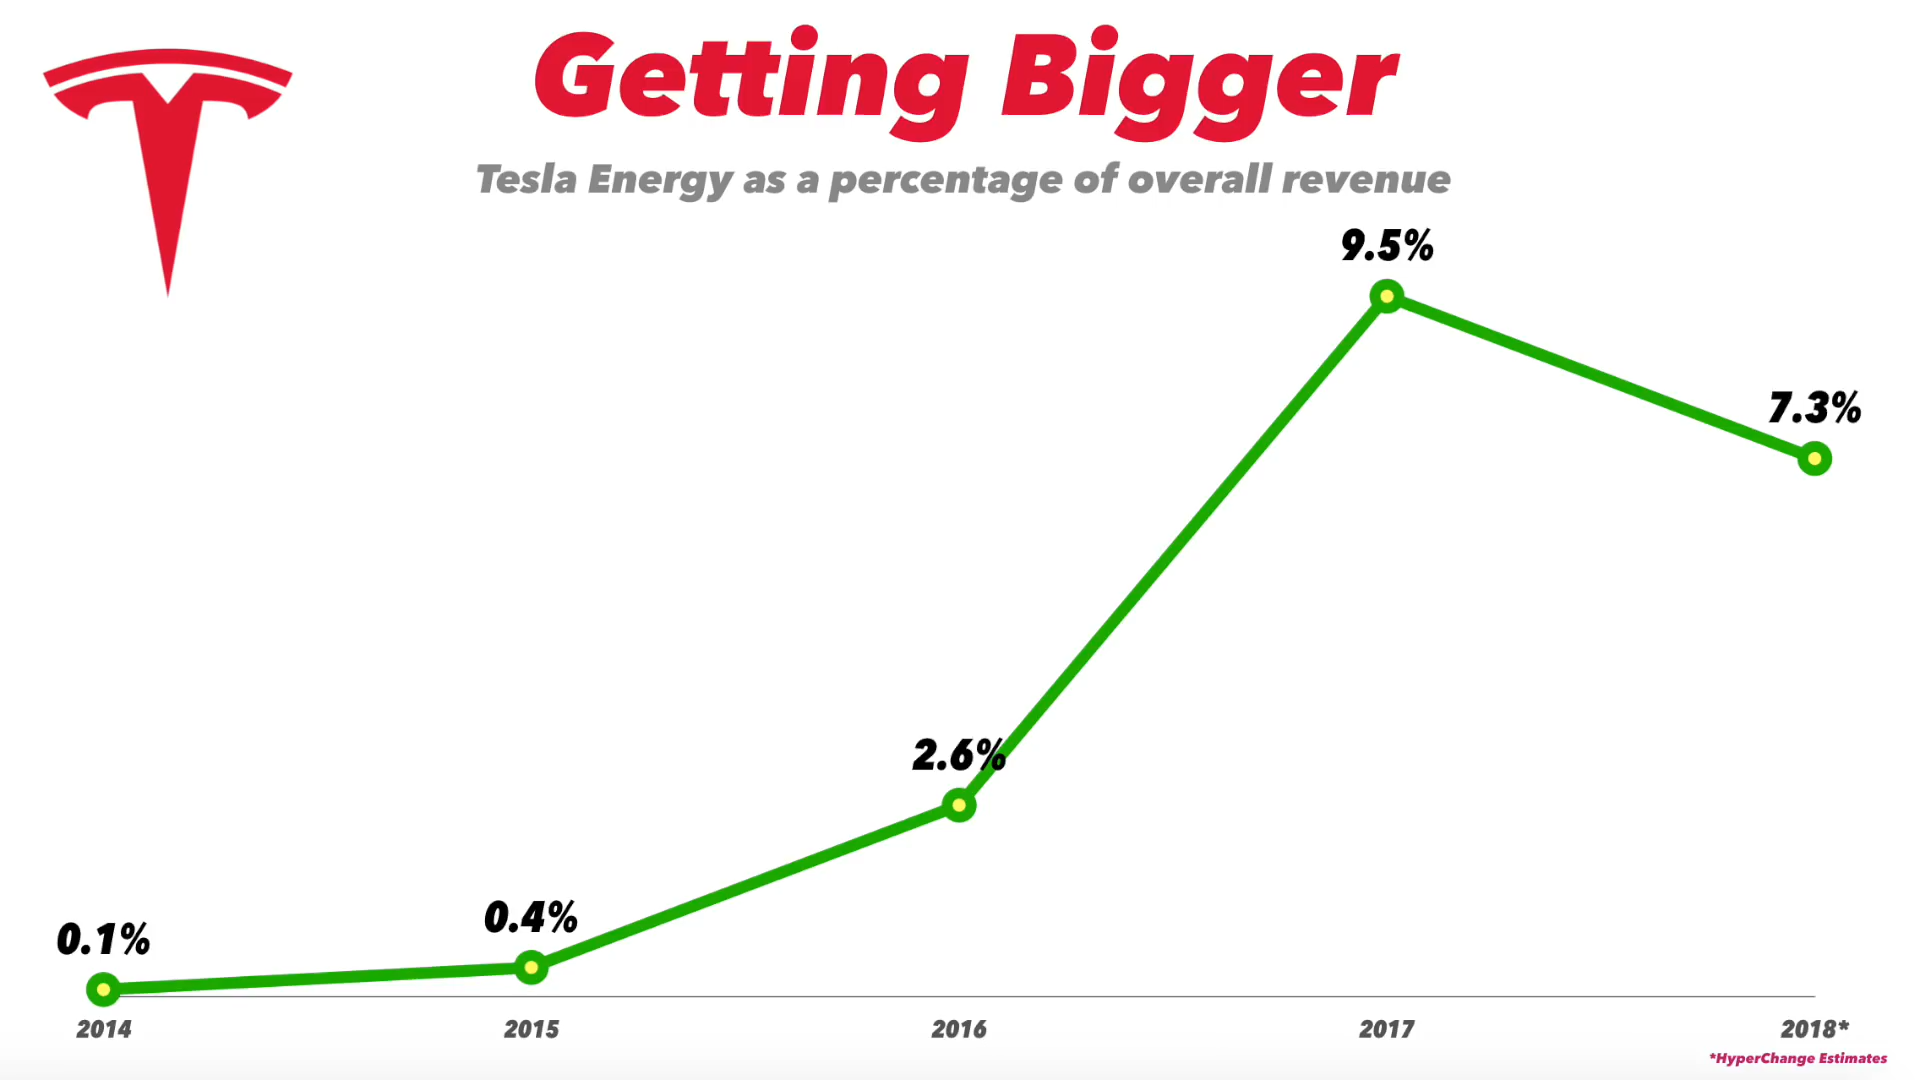 Getting Bigger
Tesla Energy as a percentage of overall revenue
9.5%
7.3%
2.6%
0.4%
0.1%
2014 2015 2016 2017 2018*
*HyperChange Estimates